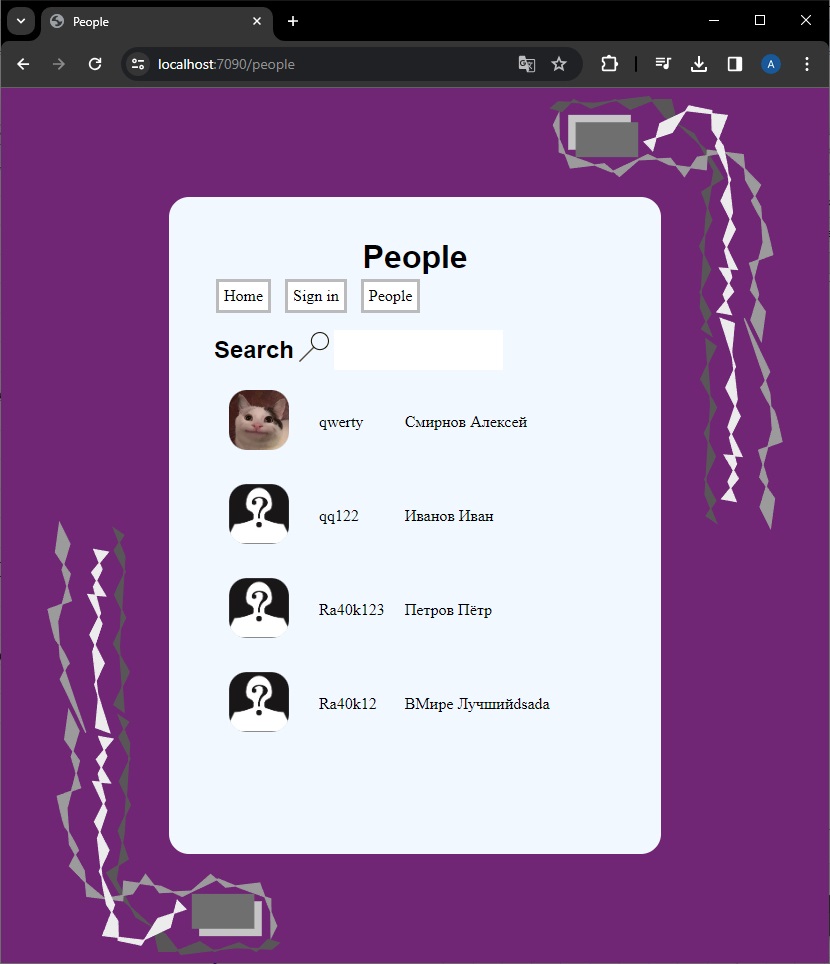 People
localhost:7090/people
A
People
Home Sign in People
Search
qwerty Смирнов Алексей
qq122 Иванов Иван
Ra40k123 Петров Пётр
Ra40k12 ВМире Лучшийdsada